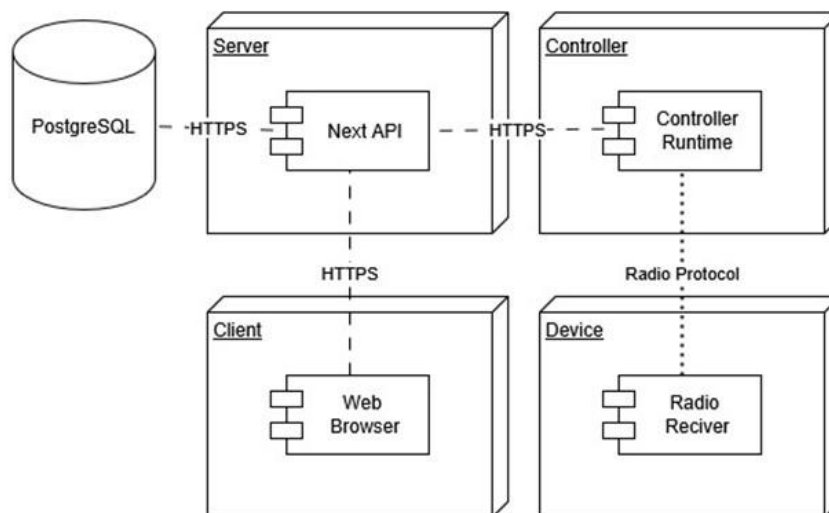 Server
Controller
PostgreSQL
HTTPS
Next API
HTTPS
Controller
Runtime
HTTPS
Radio Protocol
Client
Device
Web
Browser
Radio
Reciver